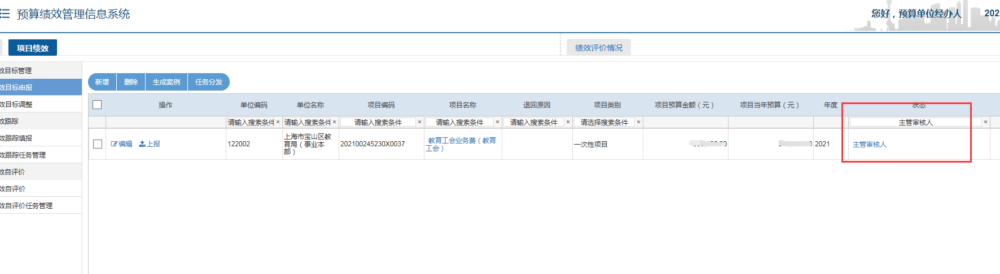 预算绩效管理信息系统
您好，预算单位经办人
202
项目绩效
绩效评价情况
效目标管理
效目标申报
效目标调整
效跟踪
效跟踪填报
效跟踪任务管理
效自评价
效自评价
效自评价任务管理
新增 删除 生成案例 任务分发
操作 单位编码 单位名称 项目编码 项目名称 退回原因 项目类别 项目预算金额（元） 项目当年预算（元） 年度 状态
请输入搜索条件 × 请输入搜索条件 × 请输入搜索条件 × 请输入搜索条件 × 请输入搜索条件 × 请选择搜索条件 × 主管审核人 ×
编辑 上报 122002
上海市宝山区教
育局（事业本
部）
202100245230X0037
教育工会业务费（教育
工会）
一次性项目
2021
主管审核人